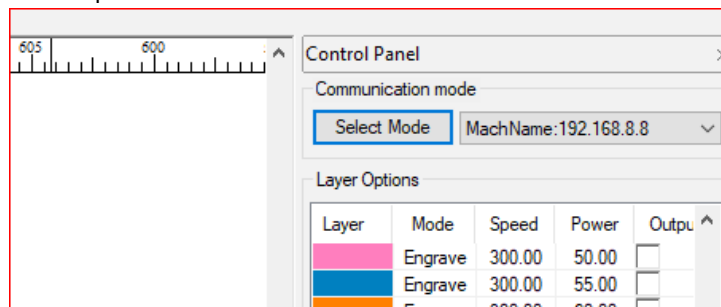 605 600
Control Panel
Communication mode
Select Mode MachName:192.168.8.8
Layer Options
Layer Mode Speed Power Outpu
Engrave 300.00 50.00
Engrave 300.00 55.00